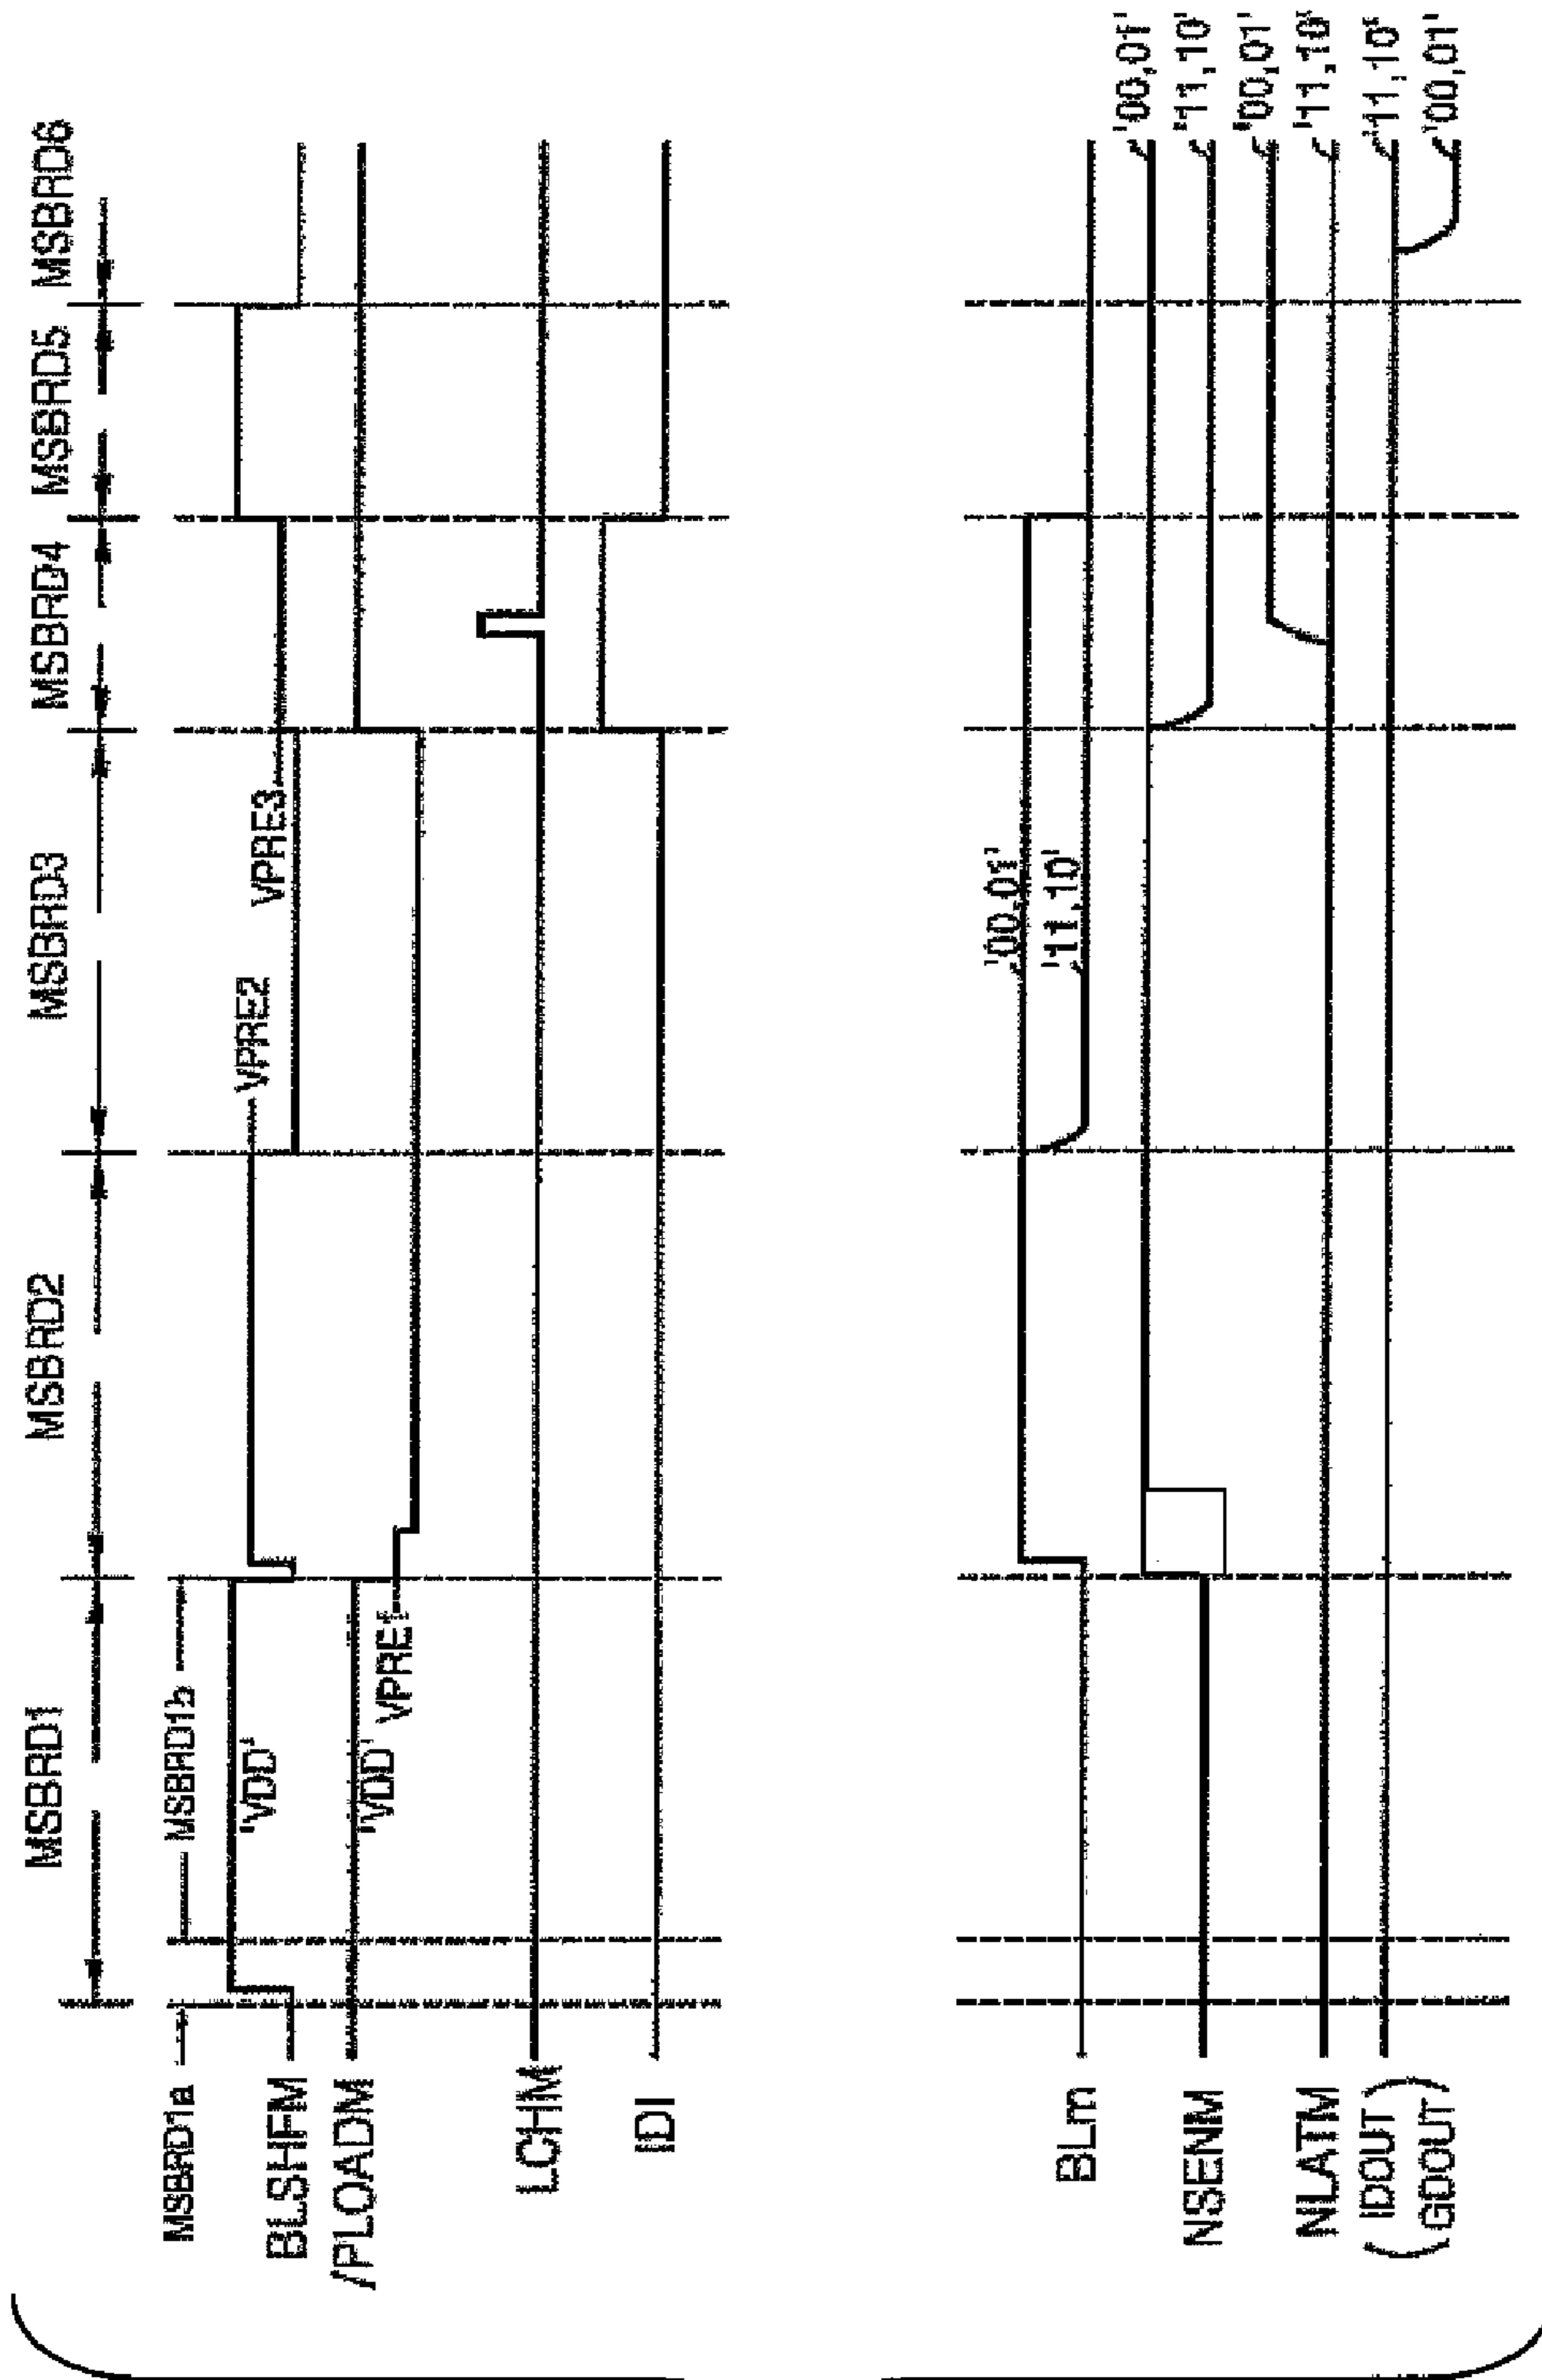 MSBRD1 MSBRD2 MSBRD3 MSBRD4 MSBRD5 MSBRD6
MSBRD1a MSBRD1b
BLSHFM 'VDD' VPRE2 VPRE3
/PLOADM 'VDD' VPRE1
LCHM
IDI
BLm '00,01' '11,10'
NSENM '00,01' '11,10'
NLATM '00,01' '11,10'
(IDOUT '11,10'
GDOUT) '00,01'